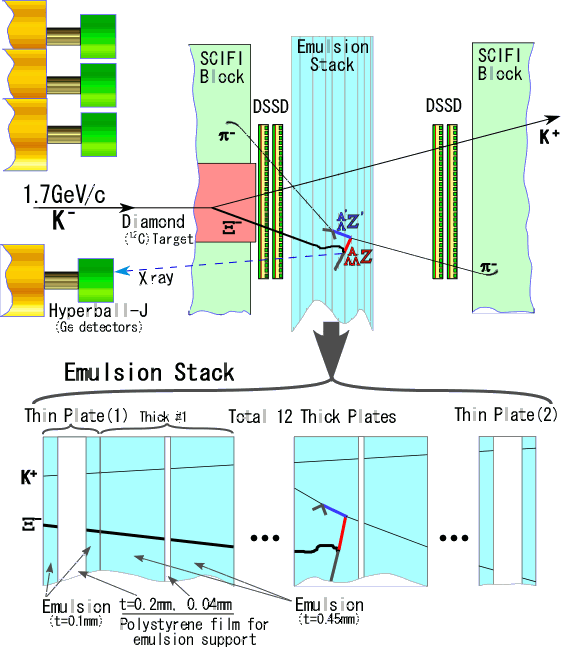 SCIFI
Block
Emulsion
Stack
SCIFI
Block
DSSD
DSSD
π-
K+
1.7GeV/c
K-
Diamond
(12C) Target
Ξ-
Λ'Λ Z'
ΛΛ Z
π-
X ray
Hyperball-J
(Ge detectors)
Emulsion Stack
Thin Plate(1)
Thick #1
Total 12 Thick Plates
Thin Plate(2)
K+
Ξ-
Emulsion
(t=0.1mm)
t=0.2mm, 0.04mm
Polystyrene film for
emulsion support
Emulsion
(t=0.45mm)